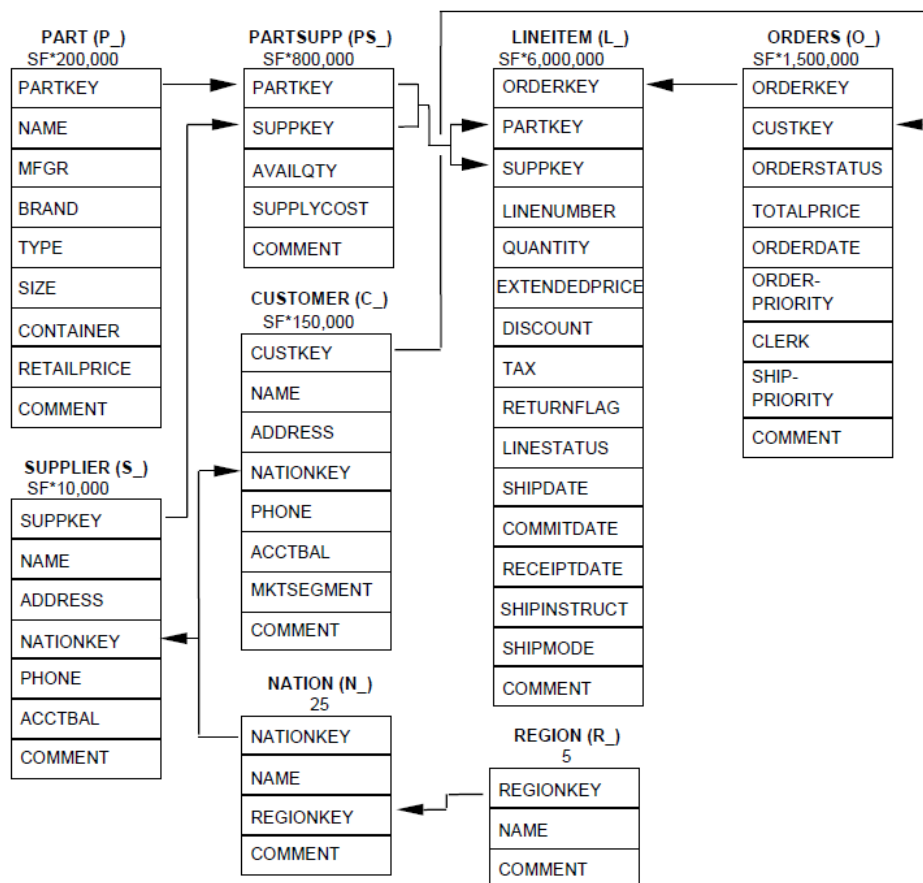 PART (P_)
SF*200,000
PARTKEY
NAME
MFGR
BRAND
TYPE
SIZE
CONTAINER
RETAILPRICE
COMMENT
SUPPLIER (S_)
SF*10,000
SUPPKEY
NAME
ADDRESS
NATIONKEY
PHONE
ACCTBAL
COMMENT
PARTSUPP (PS_)
SF*800,000
PARTKEY
SUPPKEY
AVAILQTY
SUPPLYCOST
COMMENT
CUSTOMER (C_)
SF*150,000
CUSTKEY
NAME
ADDRESS
NATIONKEY
PHONE
ACCTBAL
MKTSEGMENT
COMMENT
NATION (N_)
25
NATIONKEY
NAME
REGIONKEY
COMMENT
LINEITEM (L_)
SF*6,000,000
ORDERKEY
PARTKEY
SUPPKEY
LINENUMBER
QUANTITY
EXTENDEDPRICE
DISCOUNT
TAX
RETURNFLAG
LINESTATUS
SHIPDATE
COMMITDATE
RECEIPTDATE
SHIPINSTRUCT
SHIPMODE
COMMENT
REGION (R_)
5
REGIONKEY
NAME
COMMENT
ORDERS (O_)
SF*1,500,000
ORDERKEY
CUSTKEY
ORDERSTATUS
TOTALPRICE
ORDERDATE
ORDER-
PRIORITY
CLERK
SHIP-
PRIORITY
COMMENT